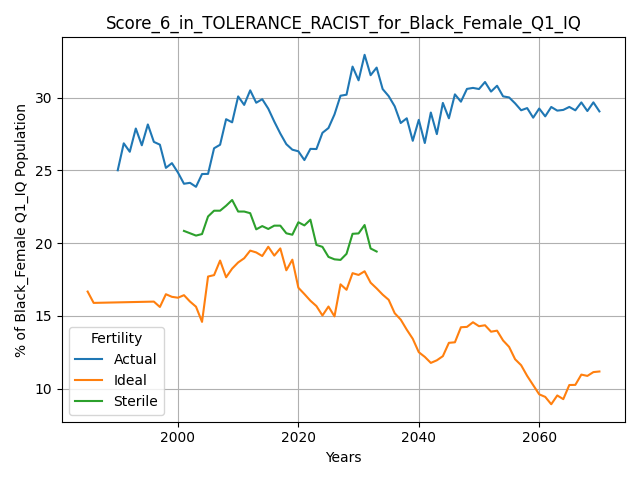 Score_6_in_TOLERANCE_RACIST_for_Black_Female_Q1_IQ
% of Black_Female Q1_IQ Population
30
25
20
15
10
Fertility
Actual
Ideal
Sterile
2000 2020 2040 2060
Years